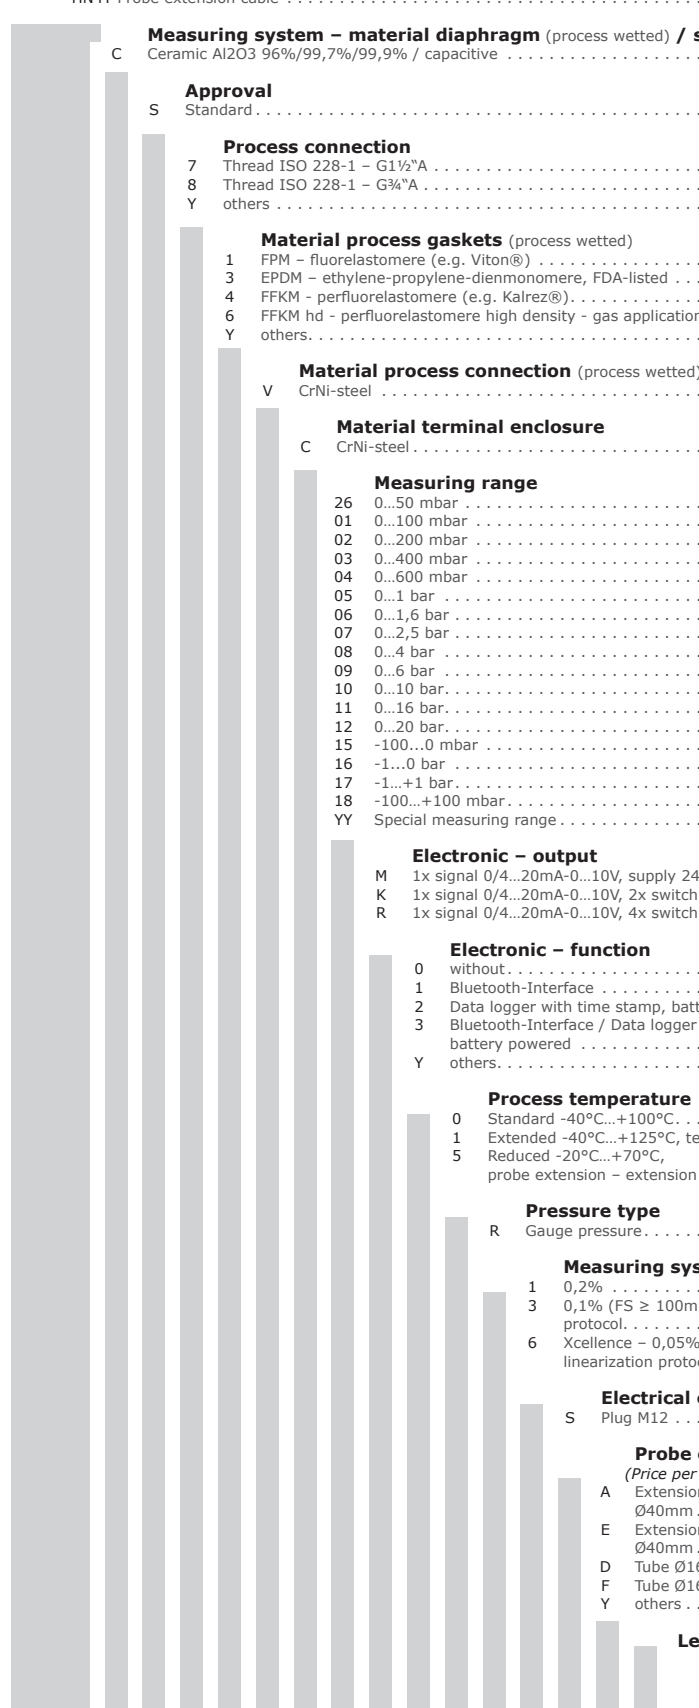 Probe extension cable . . . . . . . . . . . . . . . . . . . . . . . . . . . . . . . . . . . . . . . .
Measuring system – material diaphragm (process wetted) /
C Ceramic Al2O3 96%/99,7%/99,9% / capacitive . . . . . . . . . . . . . . . . . . .
Approval
S Standard . . . . . . . . . . . . . . . . . . . . . . . . . . . . . . . . . . . . . . . . . . .
Process connection
7 Thread ISO 228-1 – G1½“A . . . . . . . . . . . . . . . . . . . . . . . . . .
8 Thread ISO 228-1 – G¾“A . . . . . . . . . . . . . . . . . . . . . . . . . . .
Y others . . . . . . . . . . . . . . . . . . . . . . . . . . . . . . . . . . . . . . . . .
Material process gaskets (process wetted)
1 FPM – fluorelastomere (e.g. Viton®) . . . . . . . . . . . . . . . .
3 EPDM – ethylene-propylene-dienmonomere, FDA-listed . . .
4 FFKM - perfluorelastomere (e.g. Kalrez®). . . . . . . . . . . . .
6 FFKM hd - perfluorelastomere high density - gas application
Y others. . . . . . . . . . . . . . . . . . . . . . . . . . . . . . . . . . . . . .
Material process connection (process wetted)
V CrNi-steel . . . . . . . . . . . . . . . . . . . . . . . . . . . . . . .
Material terminal enclosure
C CrNi-steel . . . . . . . . . . . . . . . . . . . . . . . . . . . .
Measuring range
26 0…50 mbar . . . . . . . . . . . . . . . . . . . . . . .
01 0…100 mbar . . . . . . . . . . . . . . . . . . . . . .
02 0…200 mbar . . . . . . . . . . . . . . . . . . . . . .
03 0…400 mbar . . . . . . . . . . . . . . . . . . . . . .
04 0…600 mbar . . . . . . . . . . . . . . . . . . . . . .
05 0…1 bar . . . . . . . . . . . . . . . . . . . . . . . . .
06 0…1,6 bar . . . . . . . . . . . . . . . . . . . . . . . .
07 0…2,5 bar . . . . . . . . . . . . . . . . . . . . . . . .
08 0…4 bar . . . . . . . . . . . . . . . . . . . . . . . . .
09 0…6 bar . . . . . . . . . . . . . . . . . . . . . . . . .
10 0…10 bar. . . . . . . . . . . . . . . . . . . . . . . . .
11 0…16 bar. . . . . . . . . . . . . . . . . . . . . . . . .
12 0…20 bar. . . . . . . . . . . . . . . . . . . . . . . . .
15 -100...0 mbar . . . . . . . . . . . . . . . . . . . . .
16 -1...0 bar . . . . . . . . . . . . . . . . . . . . . . . .
17 -1…+1 bar. . . . . . . . . . . . . . . . . . . . . . . .
18 -100…+100 mbar. . . . . . . . . . . . . . . . . . .
YY Special measuring range . . . . . . . . . . . . . .
Electronic – output
M 1x signal 0/4…20mA-0…10V, supply 24
K 1x signal 0/4…20mA-0…10V, 2x switch
R 1x signal 0/4…20mA-0…10V, 4x switch
Electronic – function
0 without . . . . . . . . . . . . . . . . . . .
1 Bluetooth-Interface . . . . . . . . . .
2 Data logger with time stamp,
3 Bluetooth-Interface / Data logger
battery powered . . . . . . . . . . . .
Y others. . . . . . . . . . . . . . . . . . . .
Process temperature
0 Standard -40°C…+100°C. . .
1 Extended -40°C…+125°C,
5 Reduced -20°C…+70°C,
probe extension – extension
Pressure type
R Gauge pressure . . . . . .
Measuring
1 0,2% . . . . . . . . .
3 0,1% (FS ≥ 100m
protocol. . . . . . . .
6 Xcellence – 0,05%
linearization
Electrical
S Plug M12 . . .
Probe
(Price per
A Extension
Ø40mm .
E Extension
Ø40mm .
D Tube Ø16
F Tube Ø16
Y others . .